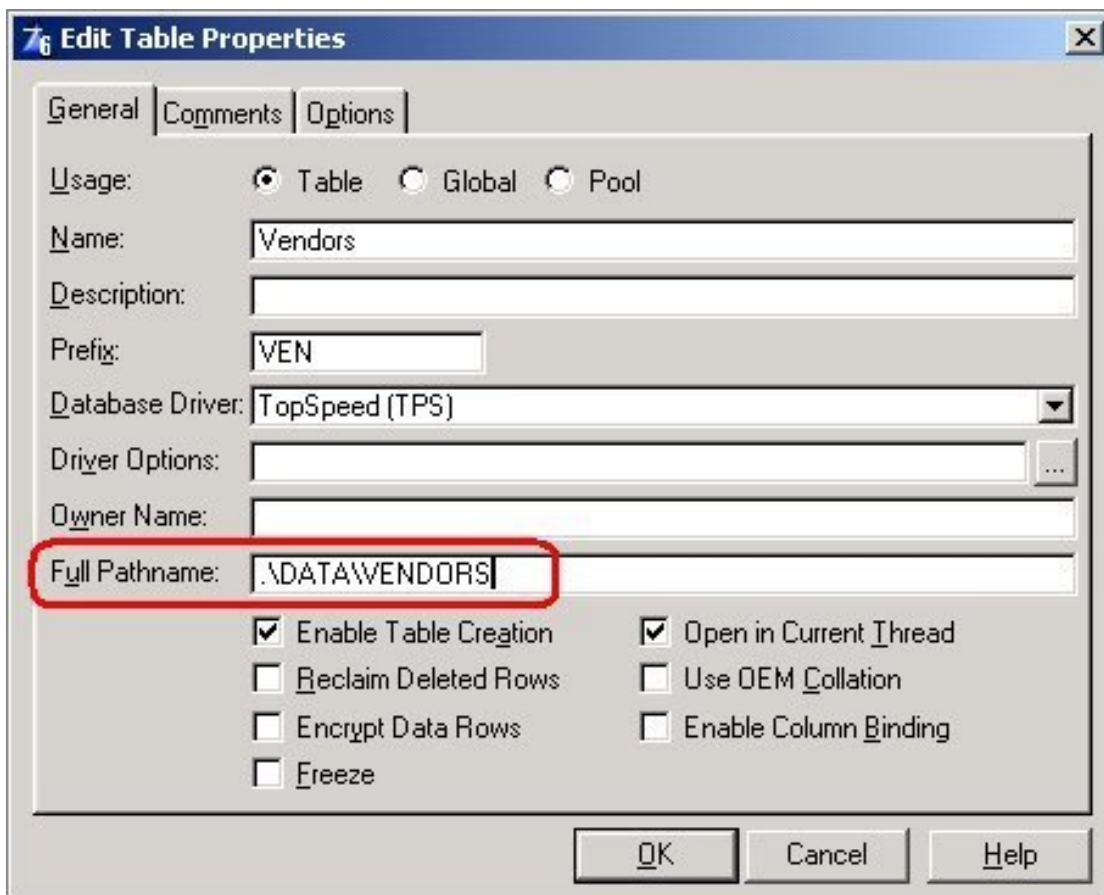 Edit Table Properties
General Comments Options
Usage: Table Global Pool
Name: Vendors
Description:
Prefix: VEN
Database Driver: TopSpeed (TPS)
Driver Options: ...
Owner Name:
Full Pathname: .\DATA\VENDORS
Enable Table Creation Open in Current Thread
Reclaim Deleted Rows Use OEM Collation
Encrypt Data Rows Enable Column Binding
Freeze
OK Cancel Help